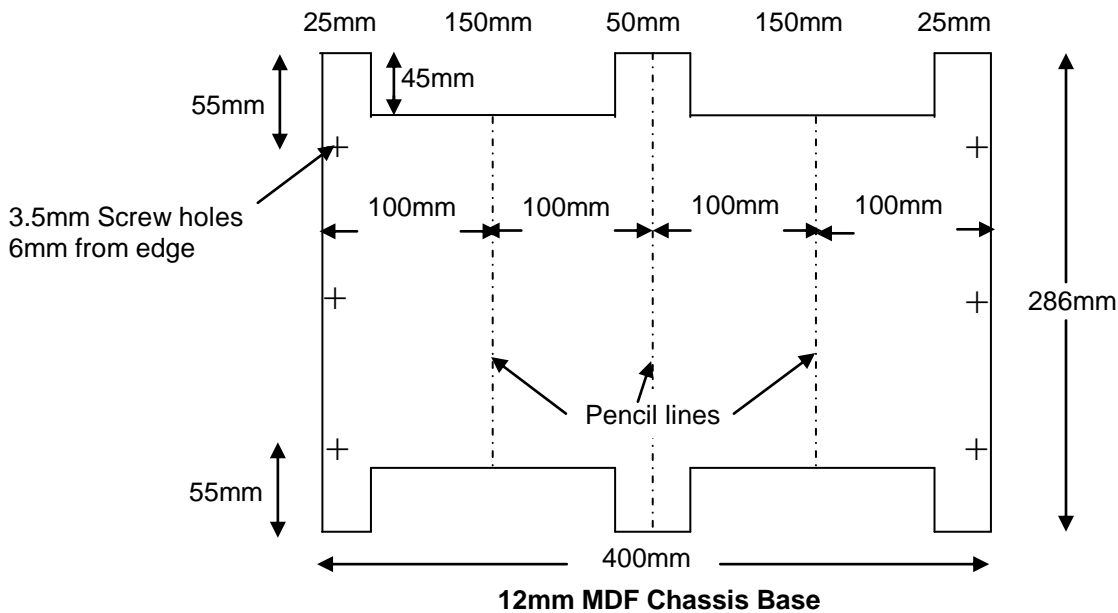 25mm 150mm 50mm 150mm 25mm
45mm
55mm
3.5mm Screw holes
6mm from edge
100mm 100mm 100mm 100mm
286mm
Pencil lines
55mm
400mm
12mm MDF Chassis Base